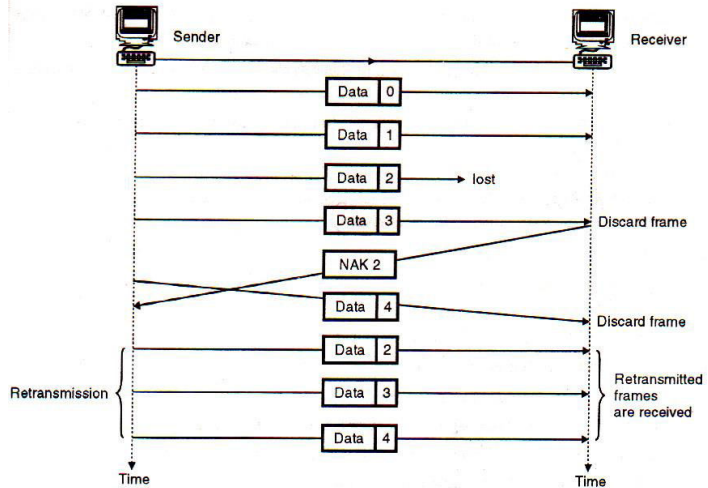 Sender
Receiver
Data 0
Data 1
Data 2
lost
Data 3
Discard frame
NAK 2
Data 4
Discard frame
Data 2
Retransmission
Data 3
Retransmitted
frames
are received
Data 4
Time
Time